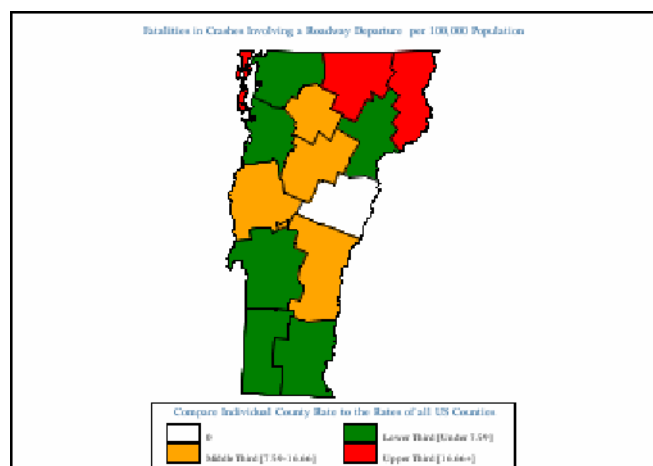 Fatalities in Crashes Involving a Roadway Departure per 100,000 Population
Compare Individual County Rate to the Rates of all US Counties
0
Lower Third [Under 7.59]
Middle Third [7.59-16.66]
Upper Third [16.66+]